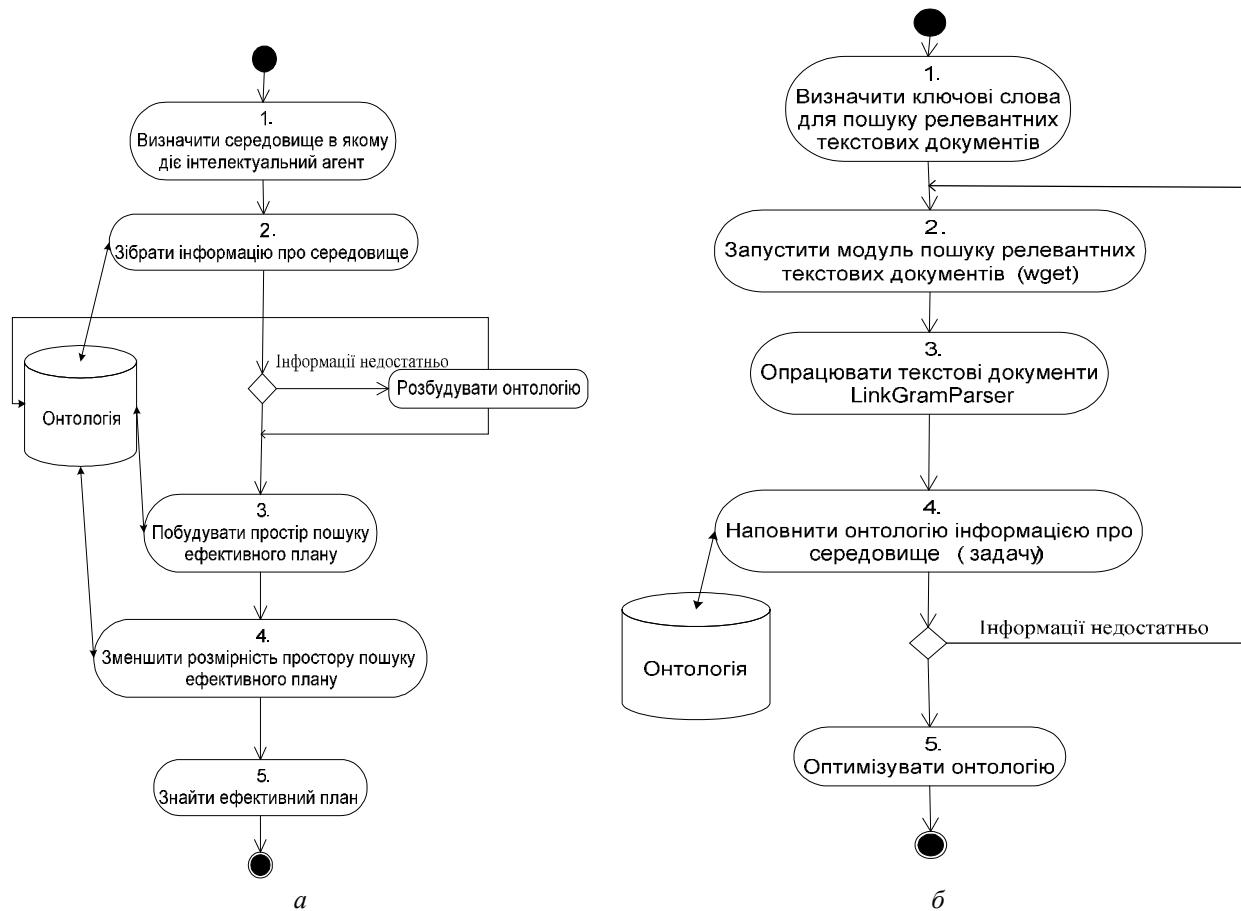 1.
Визначити середовище в якому
діє інтелектуальний агент
2.
Зібрати інформацію про середовище
Інформації недостатньо
Розбудувати онтологію
Онтологія
3.
Побудувати простір пошуку
ефективного плану
4.
Зменшити розмірність простору пошуку
ефективного плану
5.
Знайти ефективний план
а
1.
Визначити ключові слова
для пошуку релевантних
текстових документів
2.
Запустити модуль пошуку релевантних
текстових документів (wget)
3.
Опрацювати текстові документи
LinkGramParser
4.
Наповнити онтологію інформацією про
середовище ( задачу)
Інформації недостатньо
Онтологія
5.
Оптимізувати онтологію
б